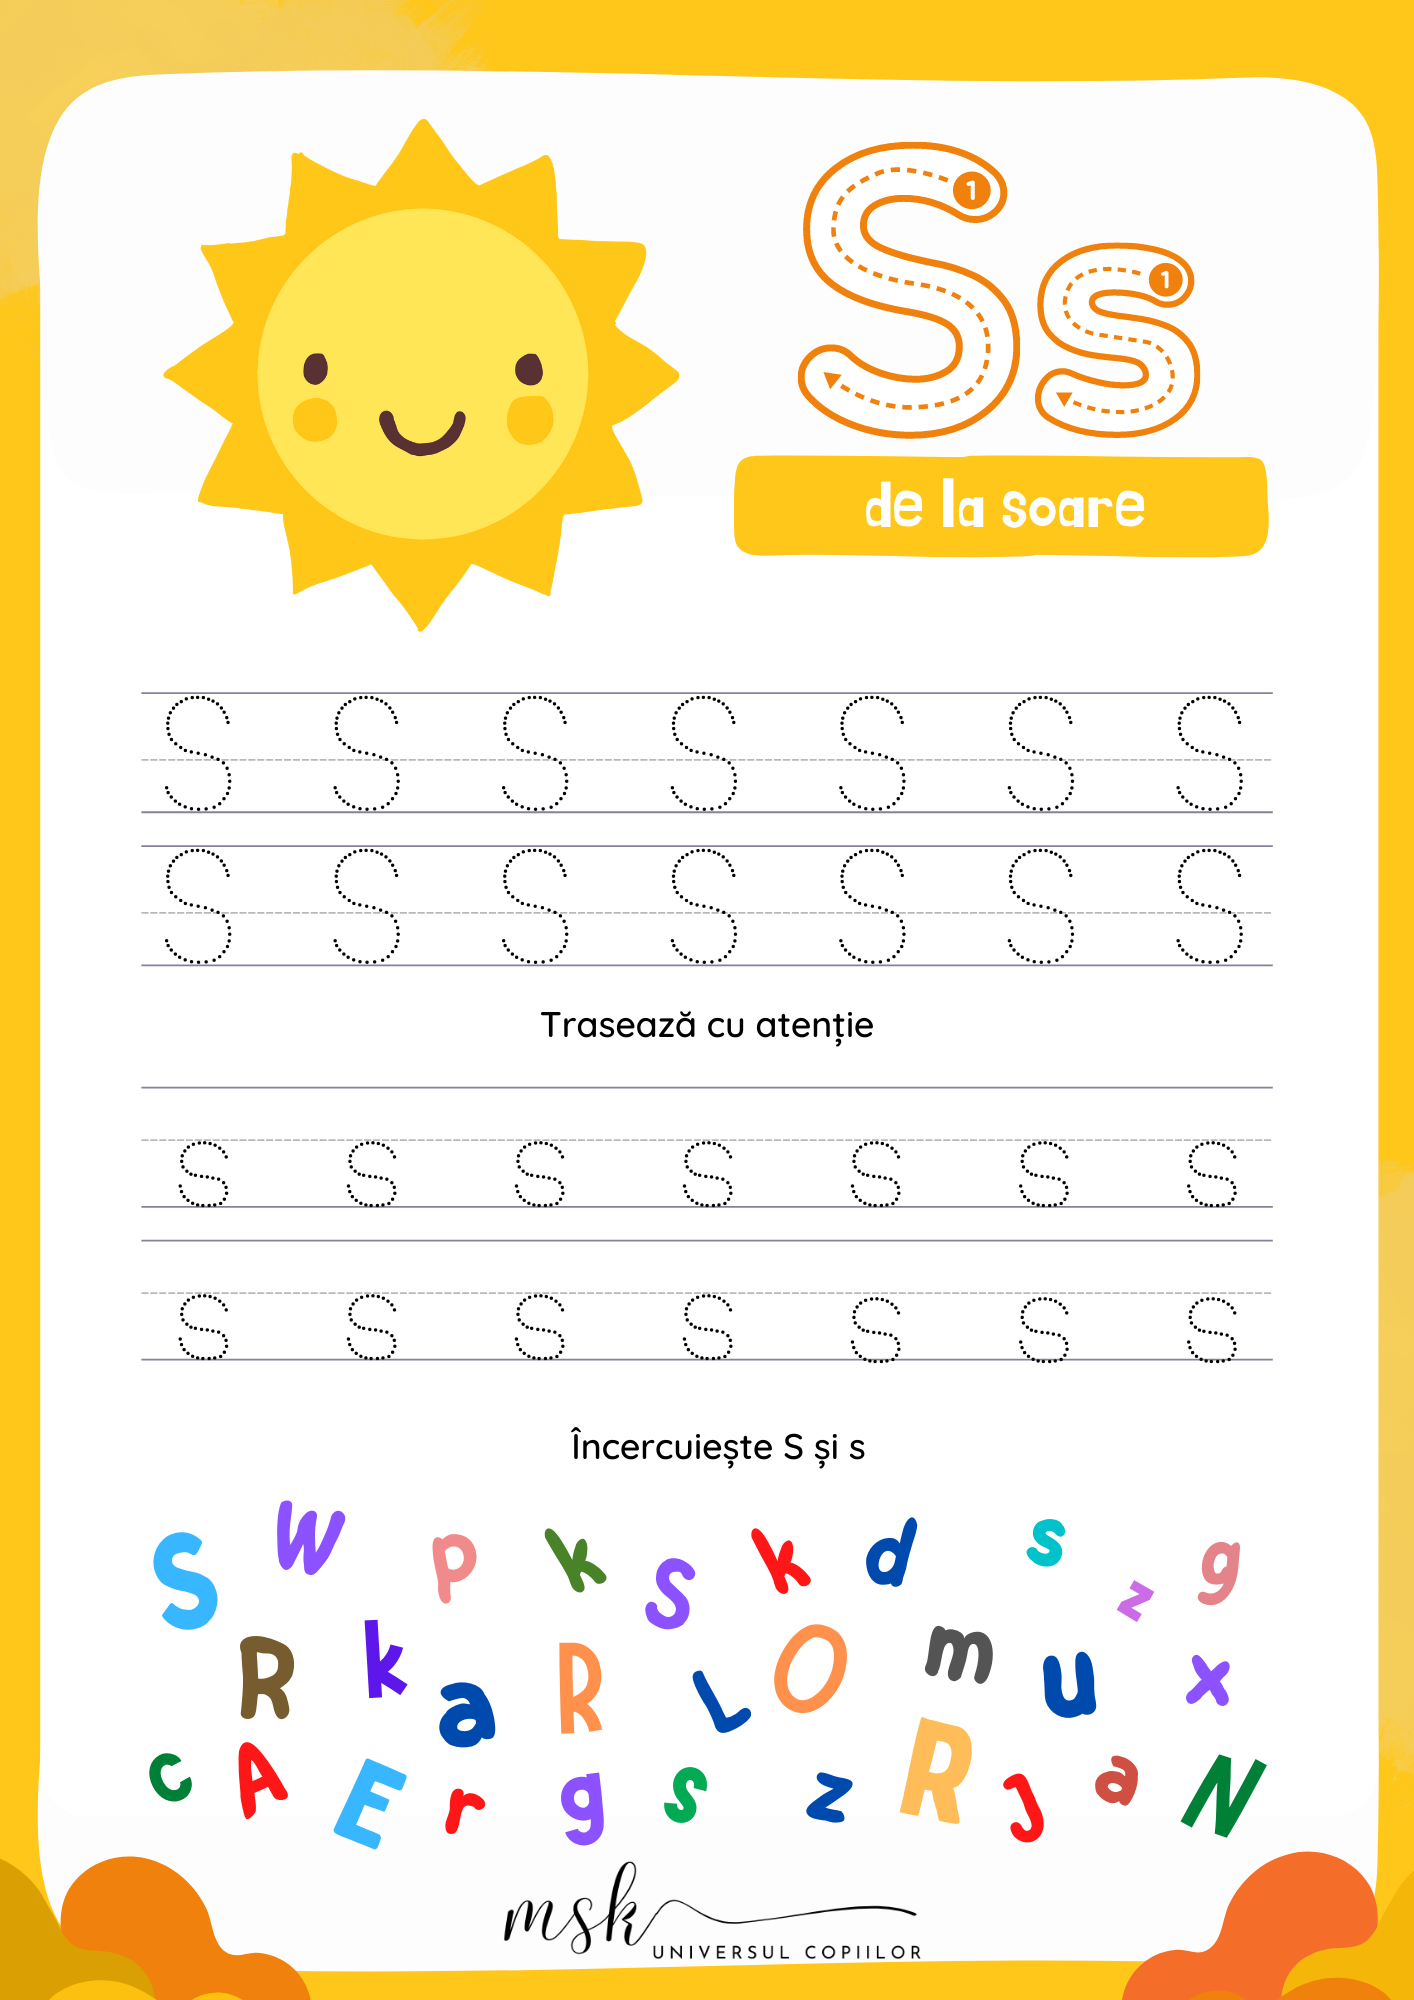 Ss
1
1
de la soare
S S S S S S S
S S S S S S S
Trasează cu atenție
s s s s s s s
s s s s s s s
Încercuiește S și s
S W p k S k d s z g
R k a R L O m u x
c A E r g s z R J a N
msk
UNIVERSUL COPIILOR